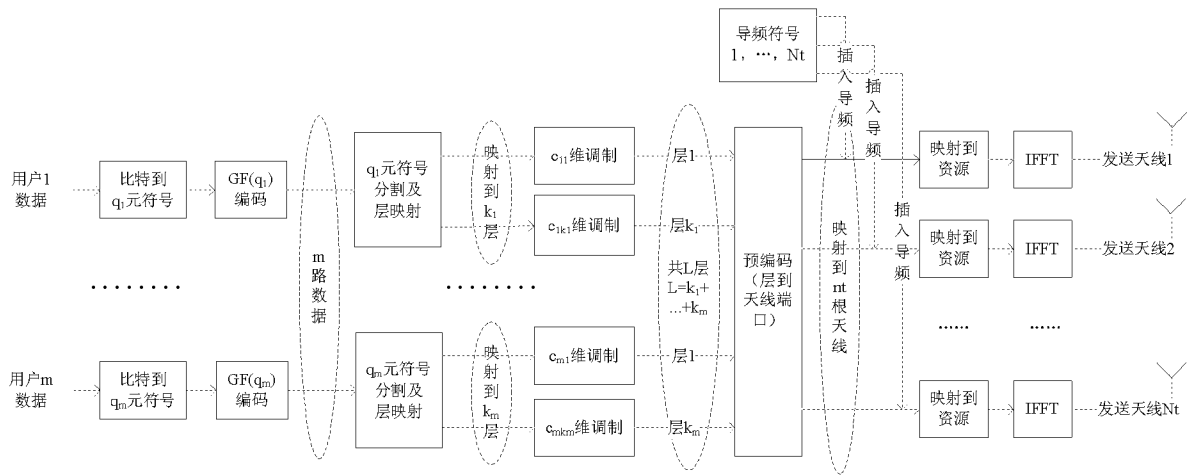 导频符号
1, …, Nt
插入导频
插入导频
插入导频
用户1
数据
比特到
q₁元符号
GF(q₁)
编码
m路数据
q₁元符号
分割及
层映射
映射到k₁层
c₁₁维调制
c₁ₖ₁维调制
层1
层k₁
共L层
L=k₁+
…+kₘ
预编码
(层到
天线端
口)
映射到nt根天线
映射到
资源
IFFT
发送天线1
映射到
资源
IFFT
发送天线2
········
········
……
……
用户m
数据
比特到
qₘ元符号
GF(qₘ)
编码
qₘ元符号
分割及
层映射
映射到kₘ层
cₘ₁维调制
cₘₖₘ维调制
层1
层kₘ
映射到
资源
IFFT
发送天线Nt